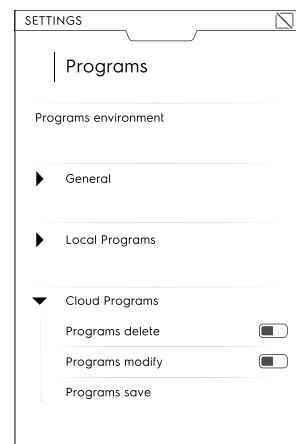 SETTINGS
Programs
Programs environment
General
Local Programs
Cloud Programs
Programs delete
Programs modify
Programs save